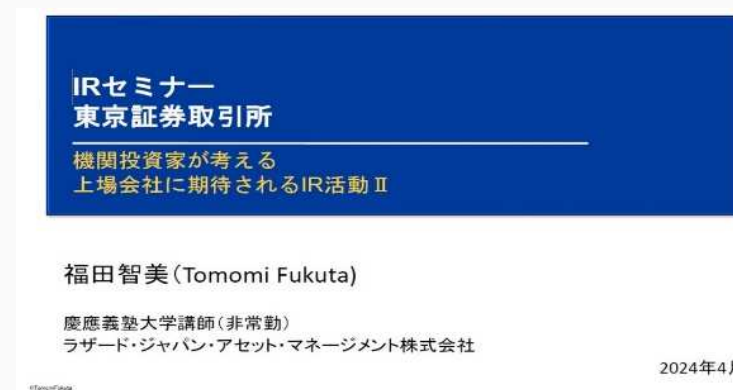 IRセミナー
東京証券取引所
機関投資家が考える
上場会社に期待されるIR活動Ⅱ
福田智美(Tomomi Fukuta)
慶應義塾大学講師(非常勤)
ラザード・ジャパン・アセット・マネージメント株式会社
2024年4月
©Tomomi Fukuta